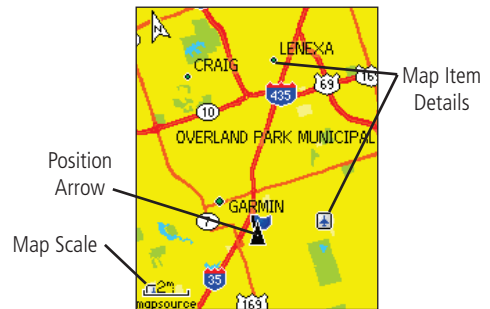 LENEXA
CRAIG
69
169
435
Map Item
Details
10
OVERLAND PARK MUNICIPAL
Position
Arrow
GARMIN
7
Map Scale
35
2m
mapsource
169